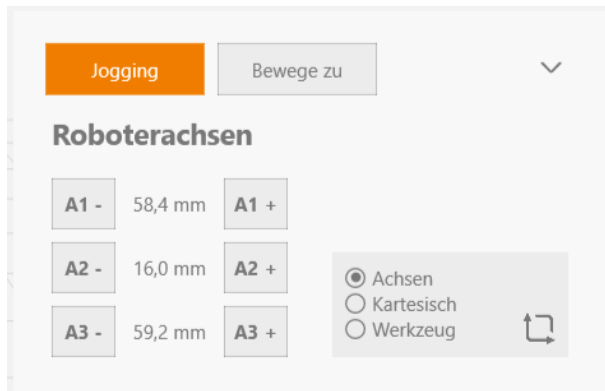 Jogging Bewege zu
Roboterachsen
A1 - 58,4 mm A1 +
A2 - 16,0 mm A2 +
A3 - 59,2 mm A3 +
Achsen
Kartesisch
Werkzeug